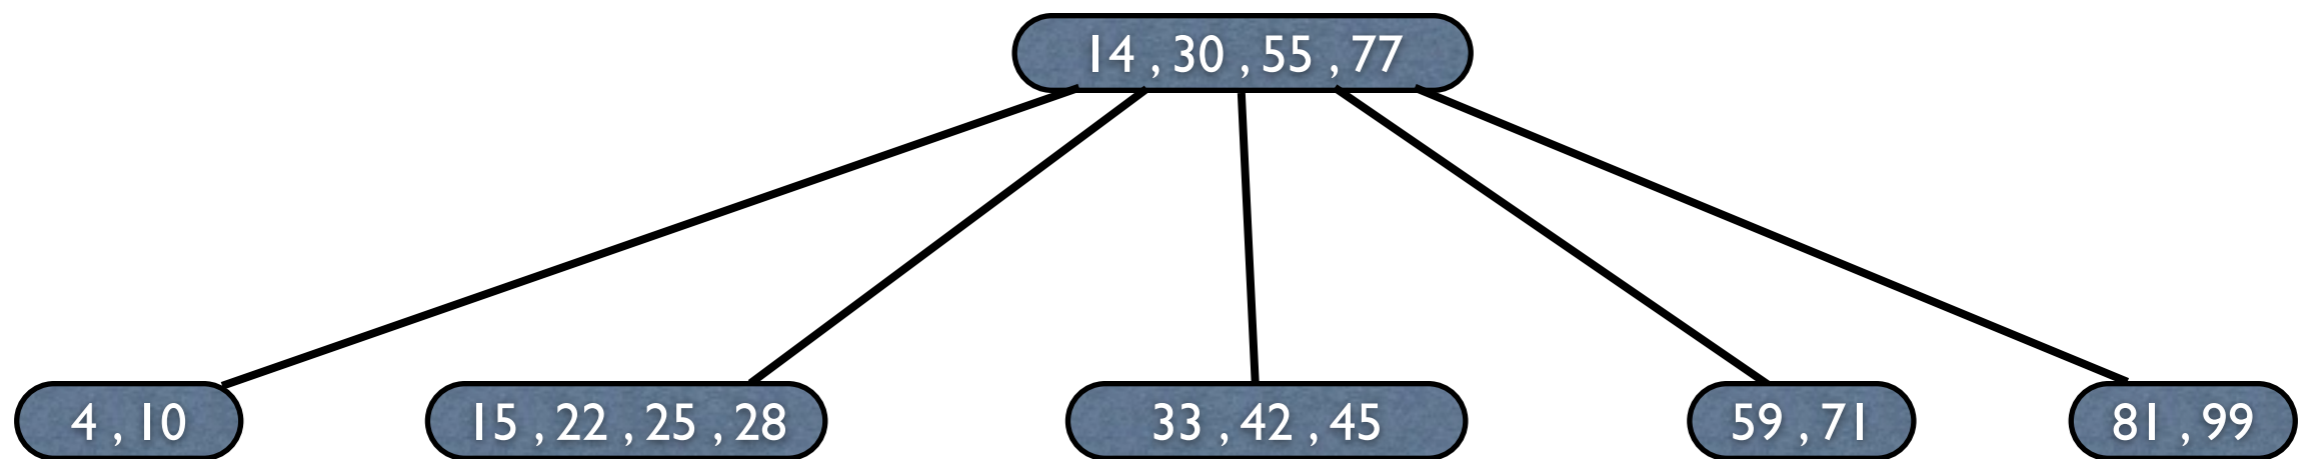 14 , 30 , 55 , 77
4 , 10
15 , 22 , 25 , 28
33 , 42 , 45
59 , 71
81 , 99